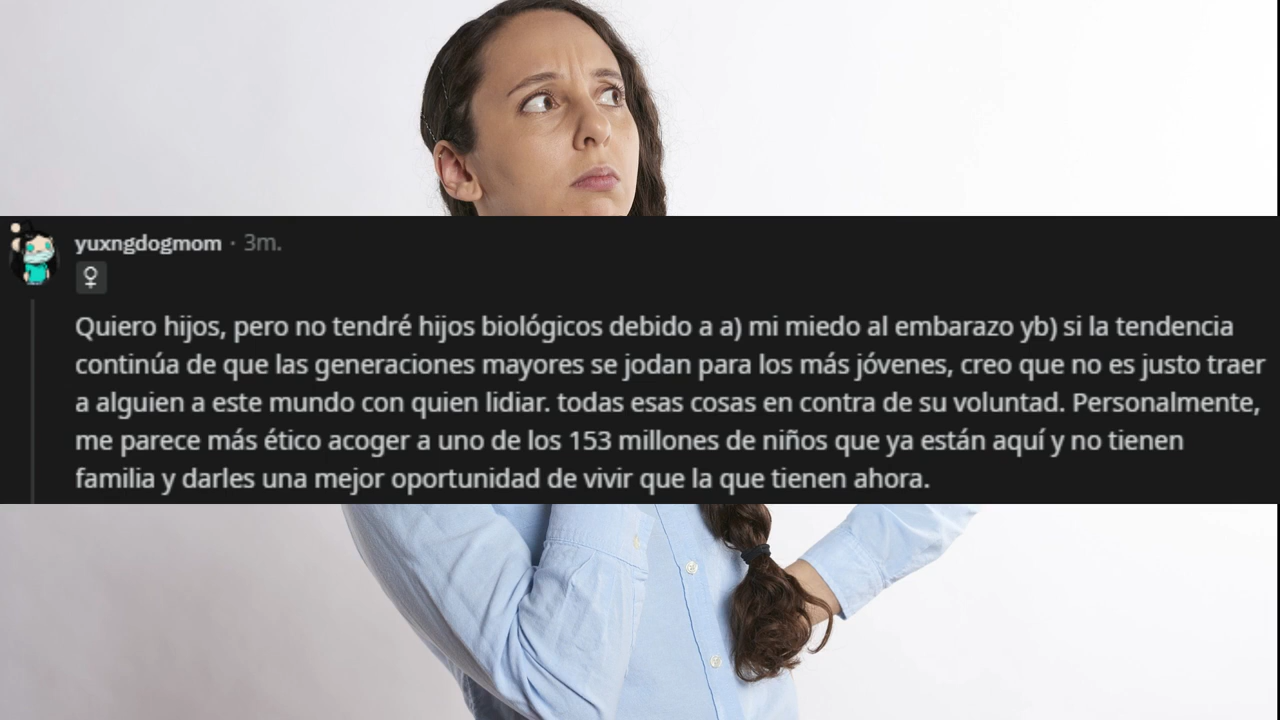 yuxngdogmom · 3m.
♀
Quiero hijos, pero no tendré hijos biológicos debido a a) mi miedo al embarazo yb) si la tendencia
continúa de que las generaciones mayores se jodan para los más jóvenes, creo que no es justo traer
a alguien a este mundo con quien lidiar. todas esas cosas en contra de su voluntad. Personalmente,
me parece más ético acoger a uno de los 153 millones de niños que ya están aquí y no tienen
familia y darles una mejor oportunidad de vivir que la que tienen ahora.